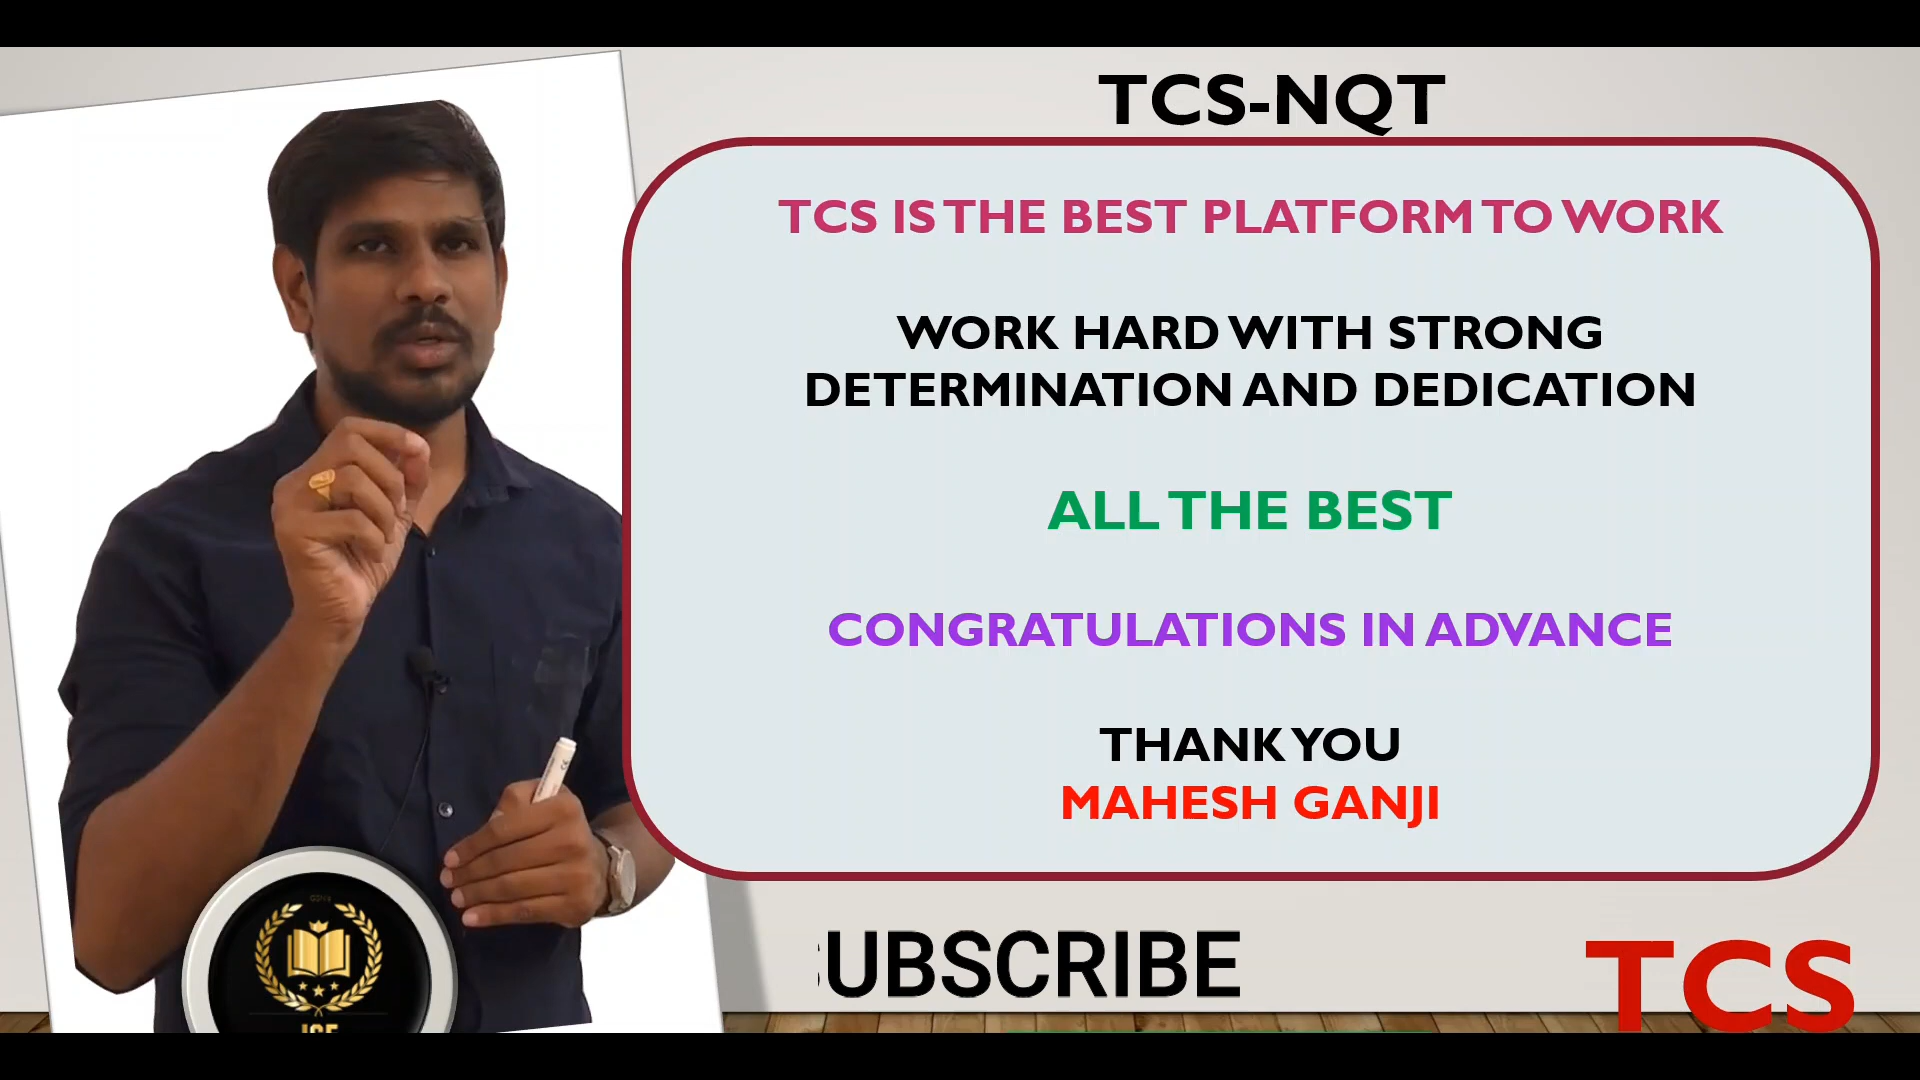 TCS-NQT
TCS IS THE BEST PLATFORM TO WORK
WORK HARD WITH STRONG
DETERMINATION AND DEDICATION
ALL THE BEST
CONGRATULATIONS IN ADVANCE
THANK YOU
MAHESH GANJI
SUBSCRIBE
TCS